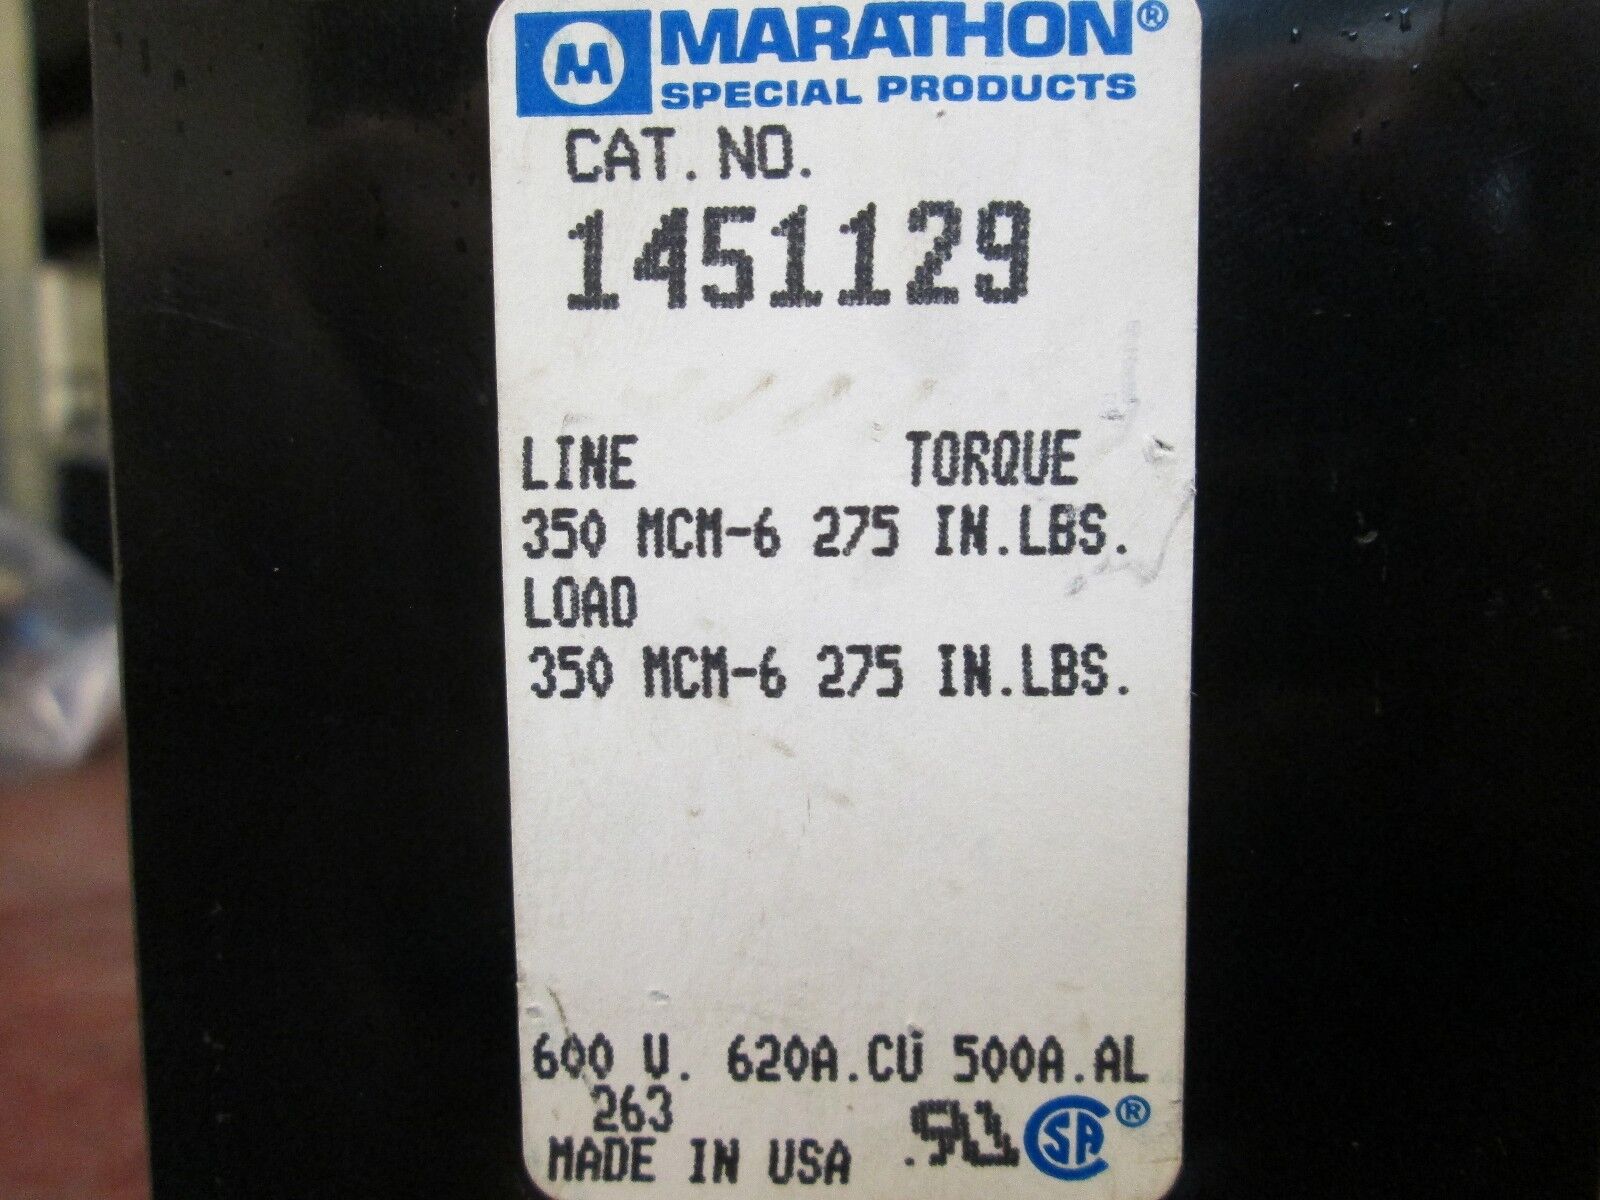 MARATHON®
SPECIAL PRODUCTS
CAT. NO.
1451129
LINE TORQUE
350 MCM-6 275 IN.LBS.
LOAD
350 MCM-6 275 IN.LBS.
600 V. 620A.CU 500A.AL
263
MADE IN USA
SA ®